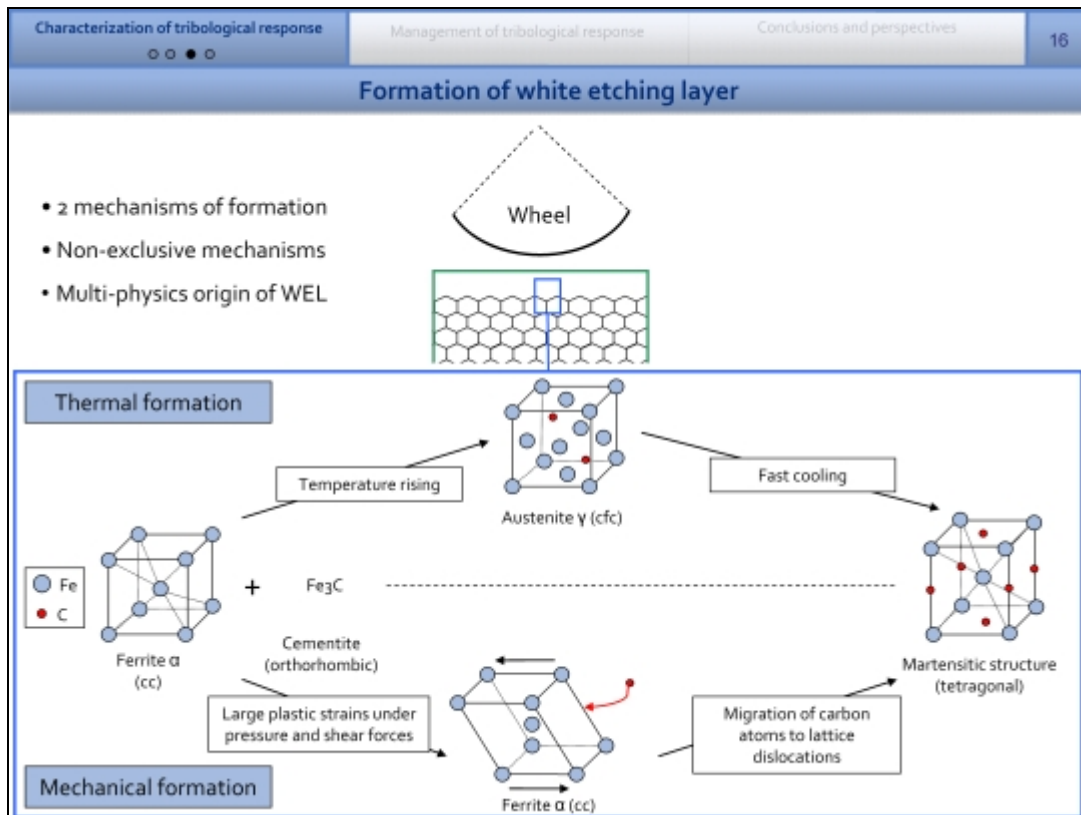 Characterization of tribological response
Management of tribological response
Conclusions and perspectives
16
Formation of white etching layer
• 2 mechanisms of formation
• Non-exclusive mechanisms
• Multi-physics origin of WEL
Wheel
Thermal formation
Temperature rising
Austenite γ (cfc)
Fast cooling
Fe
C
+
Fe3C
Ferrite α
(cc)
Cementite
(orthorhombic)
Martensitic structure
(tetragonal)
Large plastic strains under
pressure and shear forces
Migration of carbon
atoms to lattice
dislocations
Mechanical formation
Ferrite α (cc)